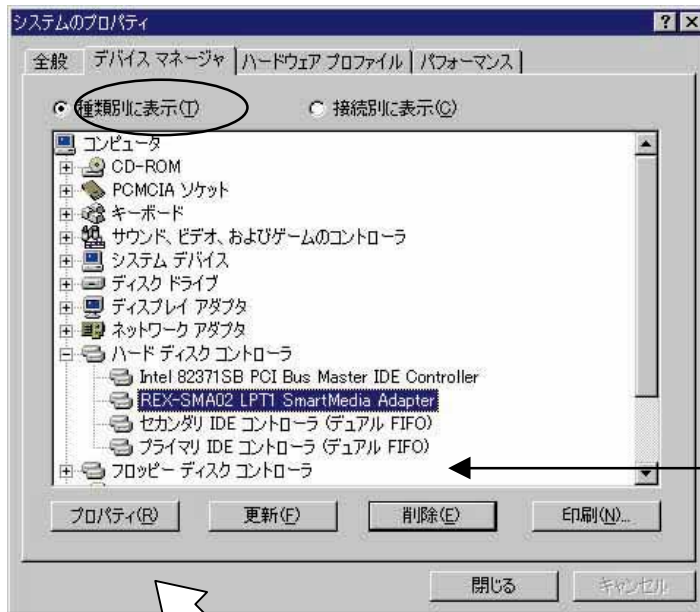 システムのプロパティ
全般 デバイス マネージャ ハードウェア プロファイル パフォーマンス
種類別に表示(T) 接続別に表示(C)
コンピュータ
CD-ROM
PCMCIA ソケット
キーボード
サウンド、ビデオ、およびゲームのコントローラ
システム デバイス
ディスク ドライブ
ディスプレイ アダプタ
ネットワーク アダプタ
ハード ディスク コントローラ
Intel 82371SB PCI Bus Master IDE Controller
REX-SMA02 LPT1 SmartMedia Adapter
セカンダリ IDE コントローラ (デュアル FIFO)
プライマリ IDE コントローラ (デュアル FIFO)
フロッピー ディスク コントローラ
プロパティ(R) 更新(F) 削除(E) 印刷(N)...
閉じる キャンセル